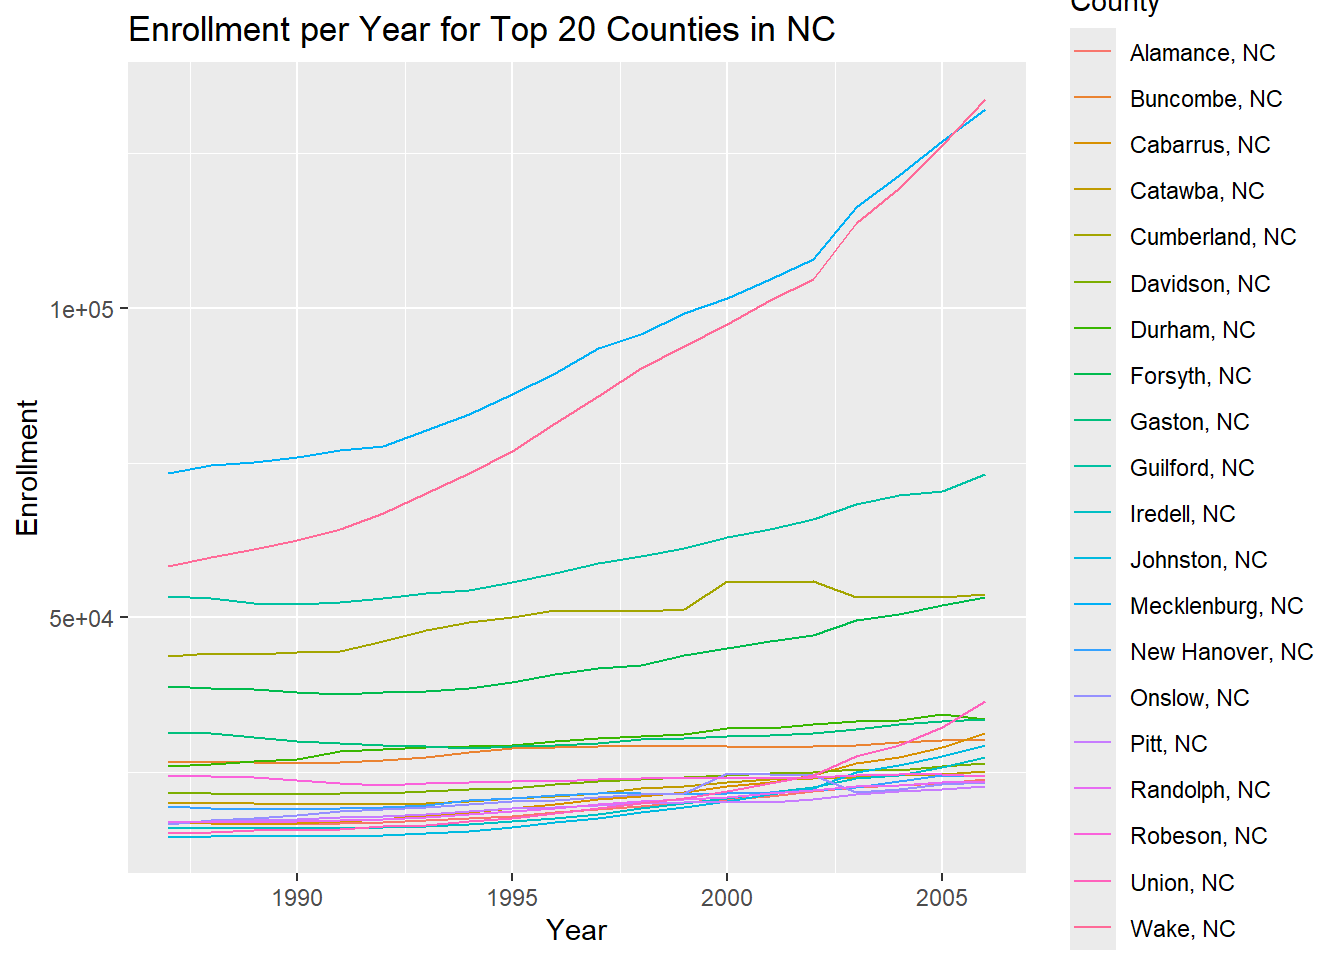 Enrollment per Year for Top 20 Counties in NC
1e+05
5e+04
Enrollment
1990
1995
2000
2005
Year
County
Alamance, NC
Buncombe, NC
Cabarrus, NC
Catawba, NC
Cumberland, NC
Davidson, NC
Durham, NC
Forsyth, NC
Gaston, NC
Guilford, NC
Iredell, NC
Johnston, NC
Mecklenburg, NC
New Hanover, NC
Onslow, NC
Pitt, NC
Randolph, NC
Robeson, NC
Union, NC
Wake, NC